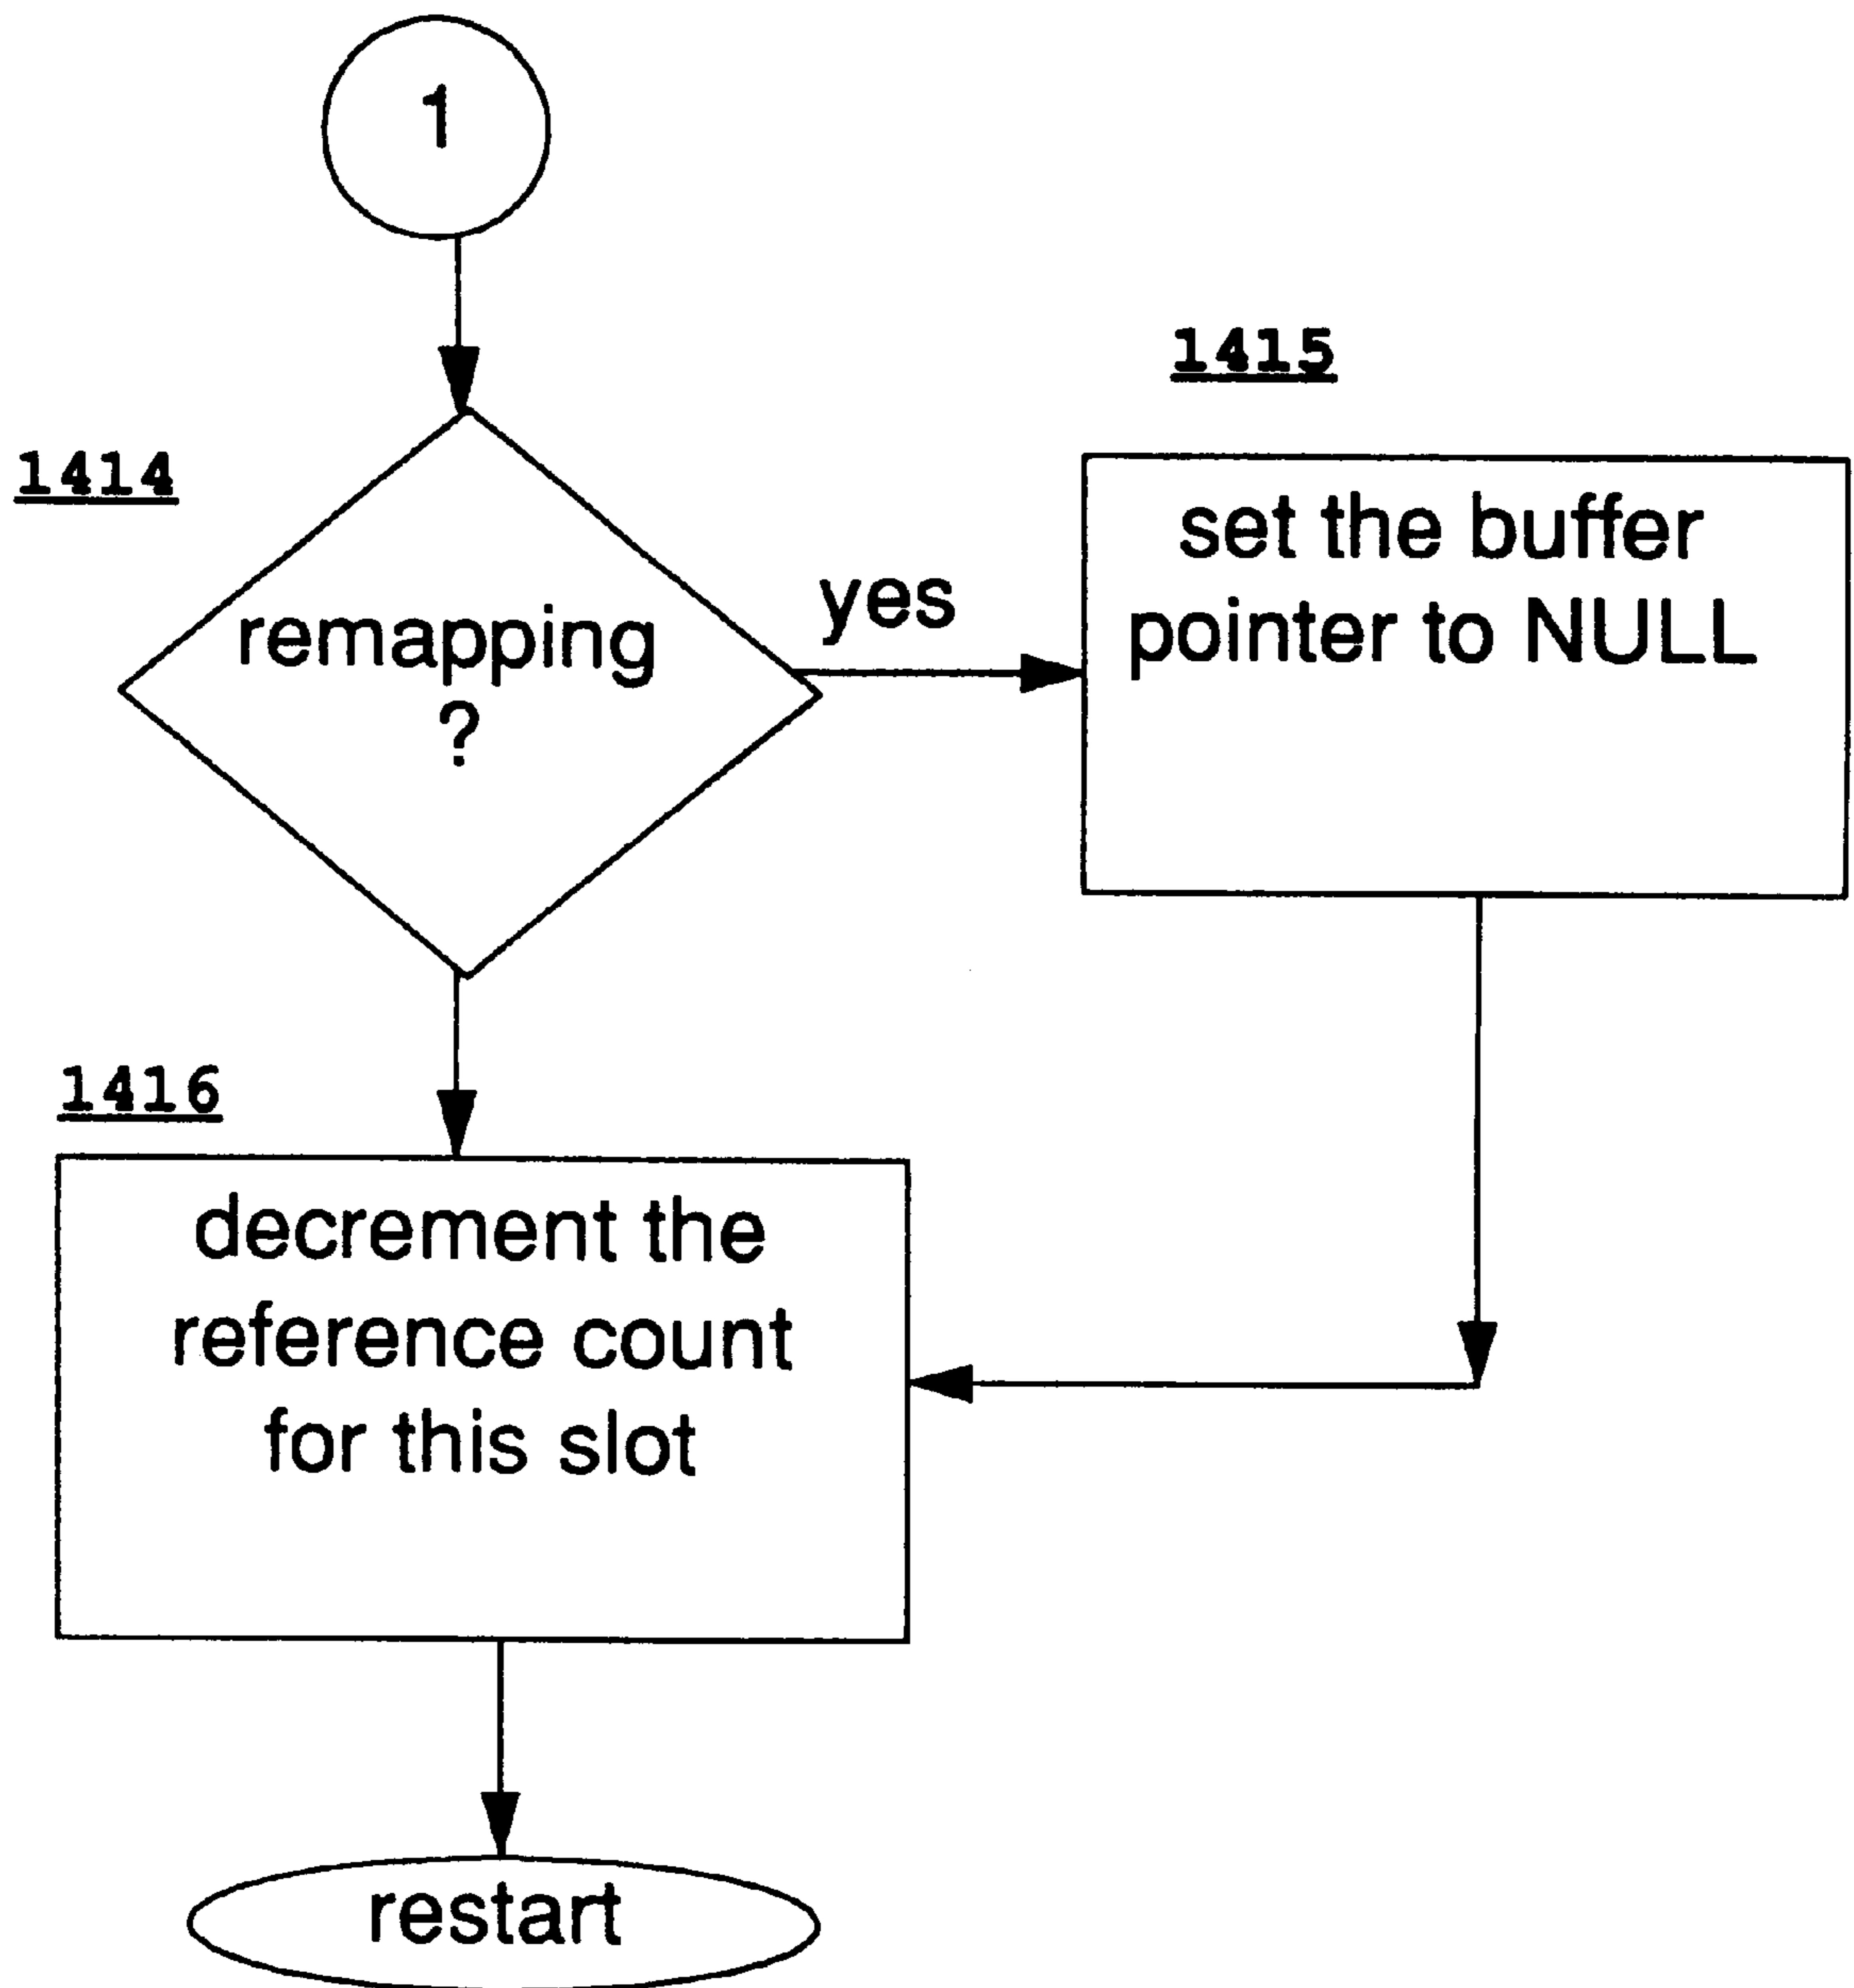 1
1414
remapping
?
yes
1415
set the buffer
pointer to NULL
1416
decrement the
reference count
for this slot
restart